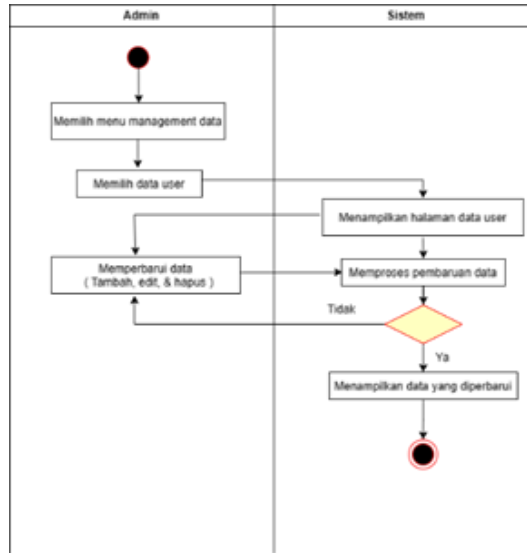 Admin
Sistem
Memilih menu management data
Memilih data user
Menampilkan halaman data user
Memperbarui data
( Tambah, edit, & hapus )
Memproses pembaruan data
Tidak
Ya
Menampilkan data yang diperbarui